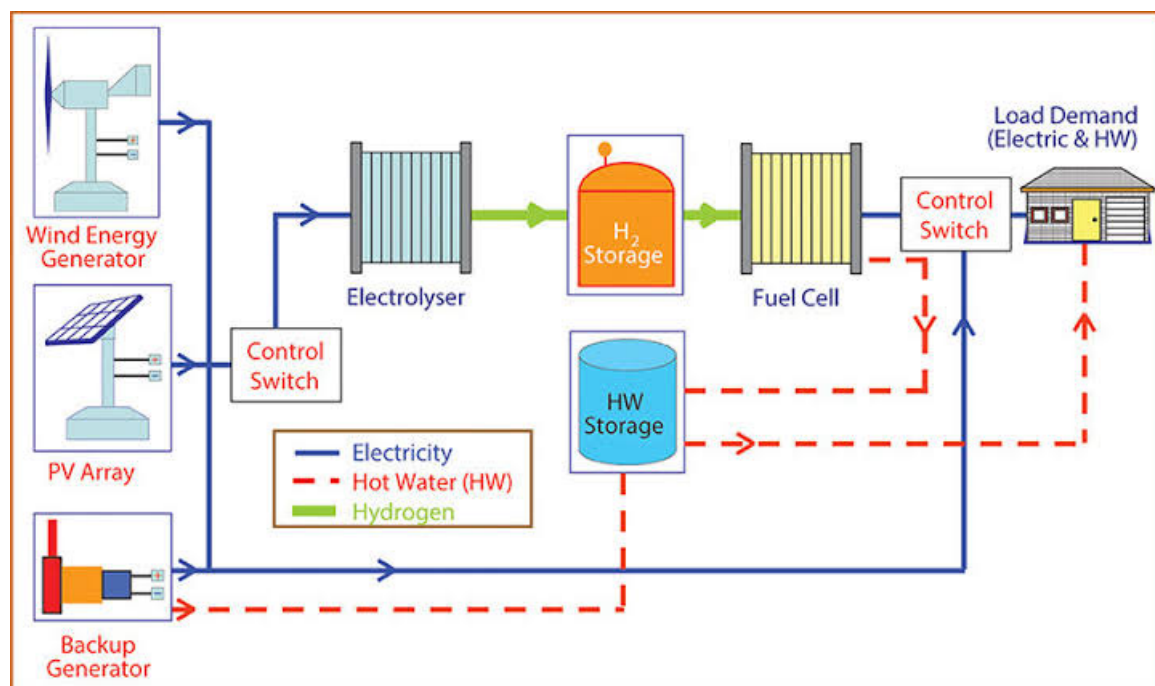 Wind Energy
Generator
PV Array
Backup
Generator
Control
Switch
Electrolyser
H₂
Storage
Fuel Cell
HW
Storage
Control
Switch
Load Demand
(Electric & HW)
Electricity
Hot Water (HW)
Hydrogen
+
−
+
−
+
−